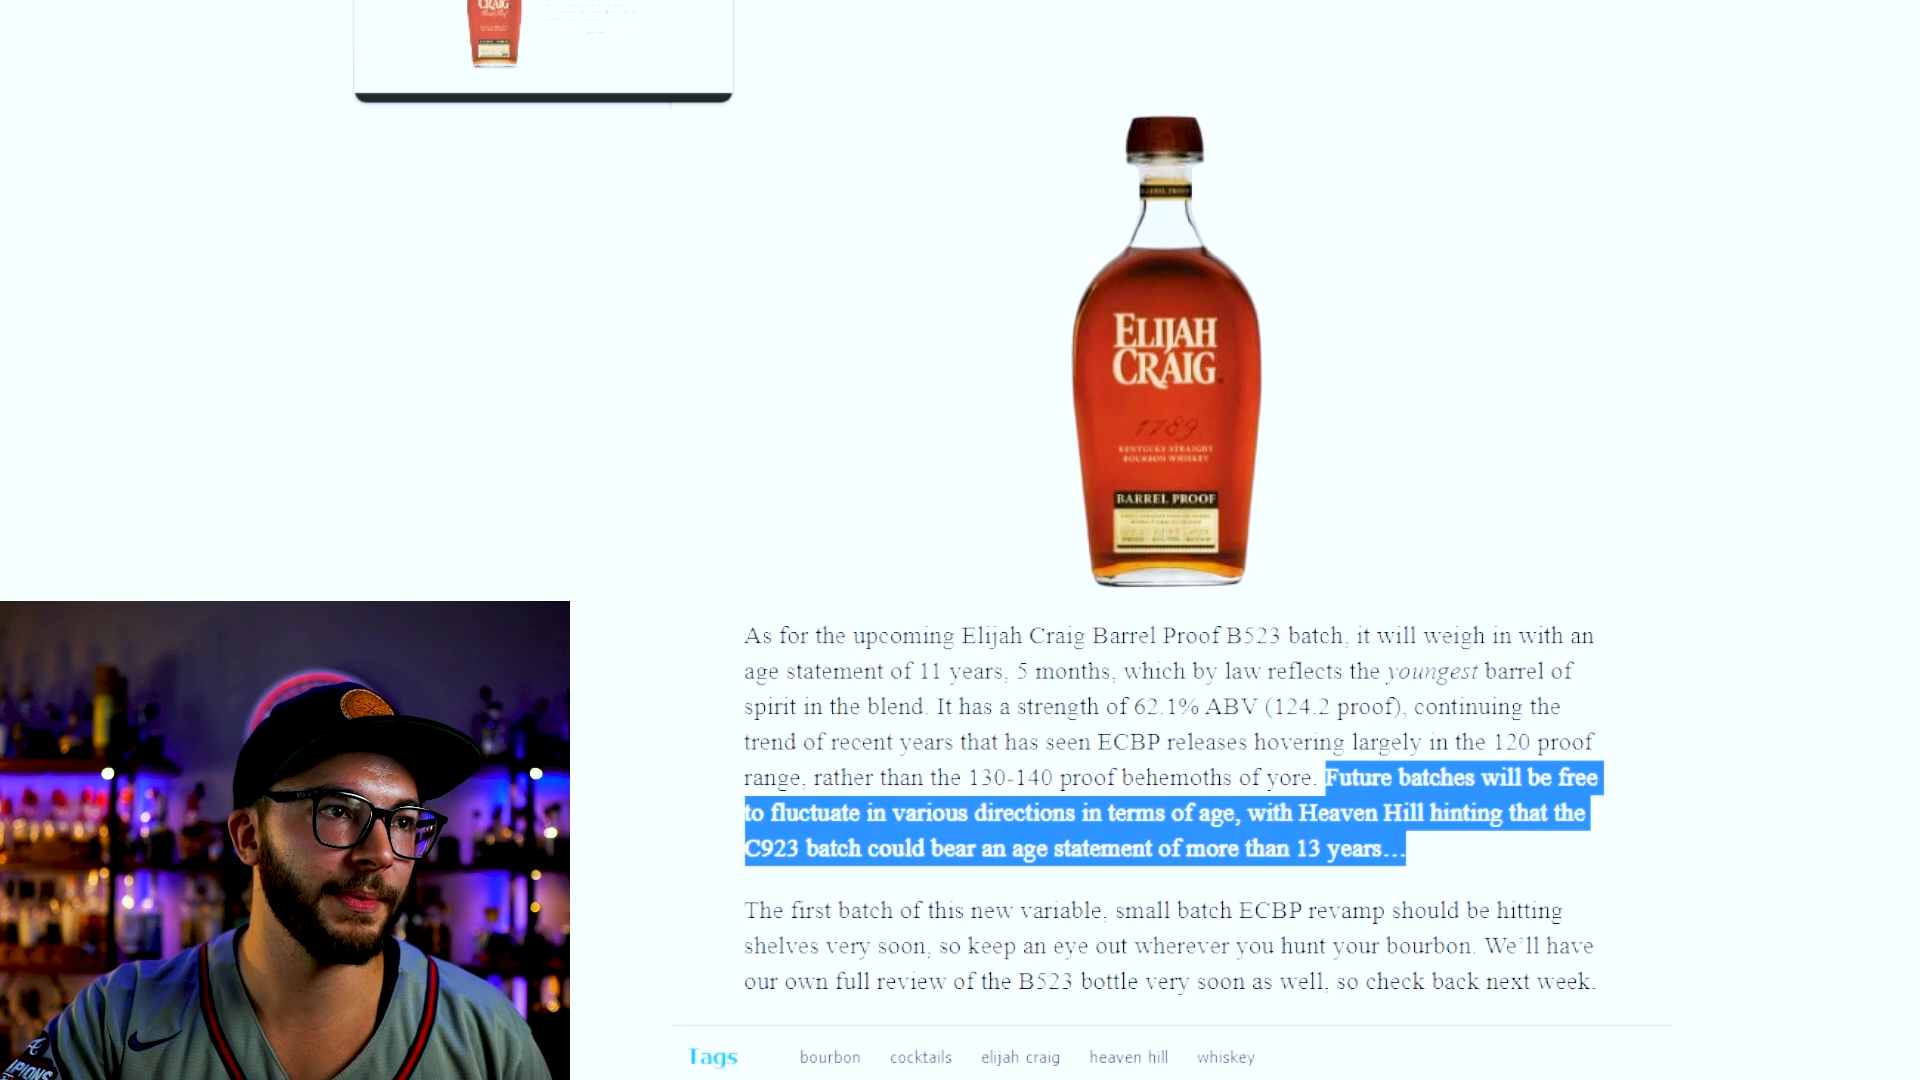 CRAIG
BARREL PROOF
ELIJAH
CRAIG
1789
KENTUCKY STRAIGHT
BOURBON WHISKEY
BARREL PROOF
As for the upcoming Elijah Craig Barrel Proof B523 batch, it will weigh in with an
age statement of 11 years, 5 months, which by law reflects the youngest barrel of
spirit in the blend. It has a strength of 62.1% ABV (124.2 proof), continuing the
trend of recent years that has seen ECBP releases hovering largely in the 120 proof
range, rather than the 130-140 proof behemoths of yore. Future batches will be free
to fluctuate in various directions in terms of age, with Heaven Hill hinting that the
C923 batch could bear an age statement of more than 13 years...
The first batch of this new variable, small batch ECBP revamp should be hitting
shelves very soon, so keep an eye out wherever you hunt your bourbon. We'll have
our own full review of the B523 bottle very soon as well, so check back next week.
Tags bourbon cocktails elijah craig heaven hill whiskey